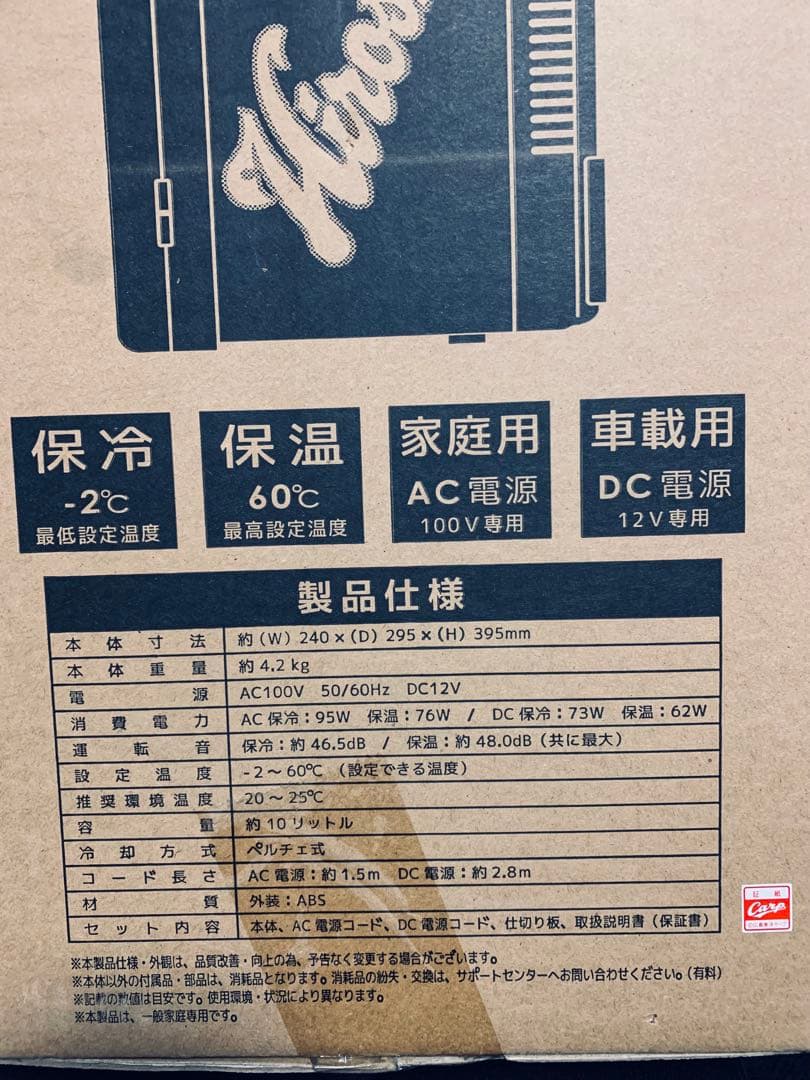 Hiros
保冷
-2℃
最低設定温度
保温
60℃
最高設定温度
家庭用
AC電源
100V専用
車載用
DC電源
12V専用
製品仕様
本体寸法 約(W) 240×(D) 295×(H) 395mm
本体重量 約4.2kg
電源 AC100V 50/60Hz DC12V
消費電力 AC保冷:95W 保温:76W / DC保冷:73W 保温:62W
運転音 保冷:約46.5dB / 保温:約48.0dB(共に最大)
設定温度 -2~60℃ (設定できる温度)
推奨環境温度 20~25℃
容量 約10リットル
冷却方式 ペルチェ式
コード長さ AC電源:約1.5m DC電源:約2.8m
材質 外装:ABS
セット内容 本体、AC電源コード、DC電源コード、仕切り板、取扱説明書(保証書)
証紙
Carp
※本製品仕様・外観は、品質改善・向上の為、予告なく変更する場合がございます。
※本体以外の付属品・部品は、消耗品となります。消耗品の紛失・交換は、サポートセンターへお問い合わせください。(有料)
※記載の数値は目安です。使用環境・状況により異なります。
※本製品は、一般家庭専用です。